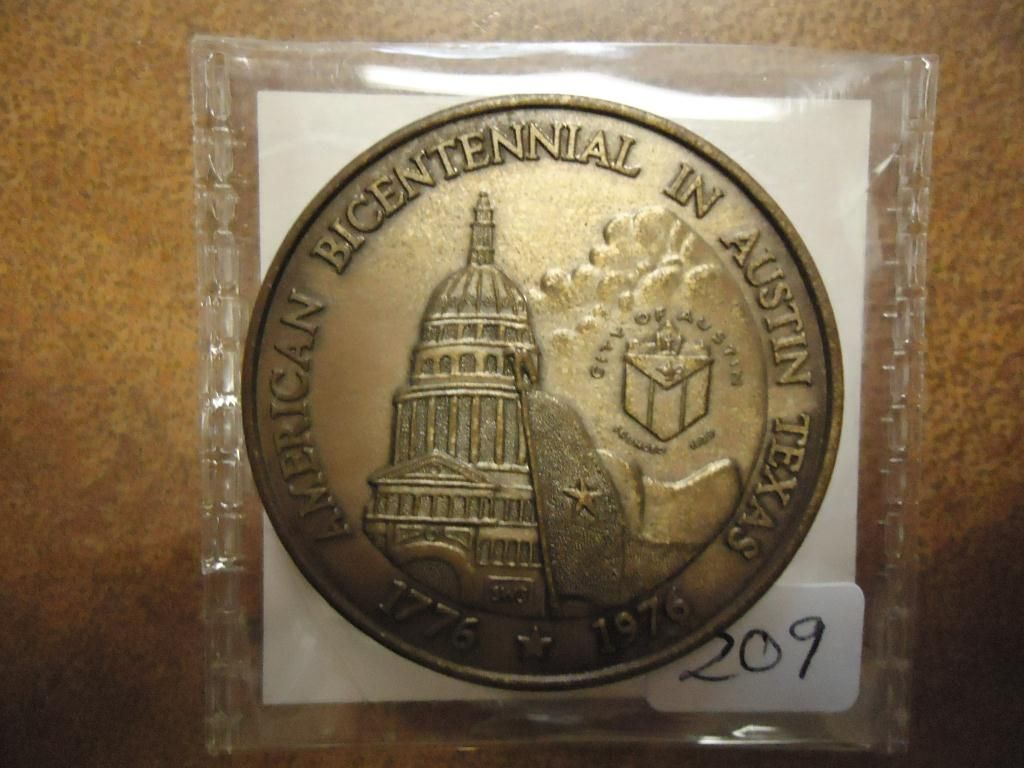 AMERICAN BICENTENNIAL IN AUSTIN TEXAS
CITY OF AUSTIN
1776 ★ 1976
209